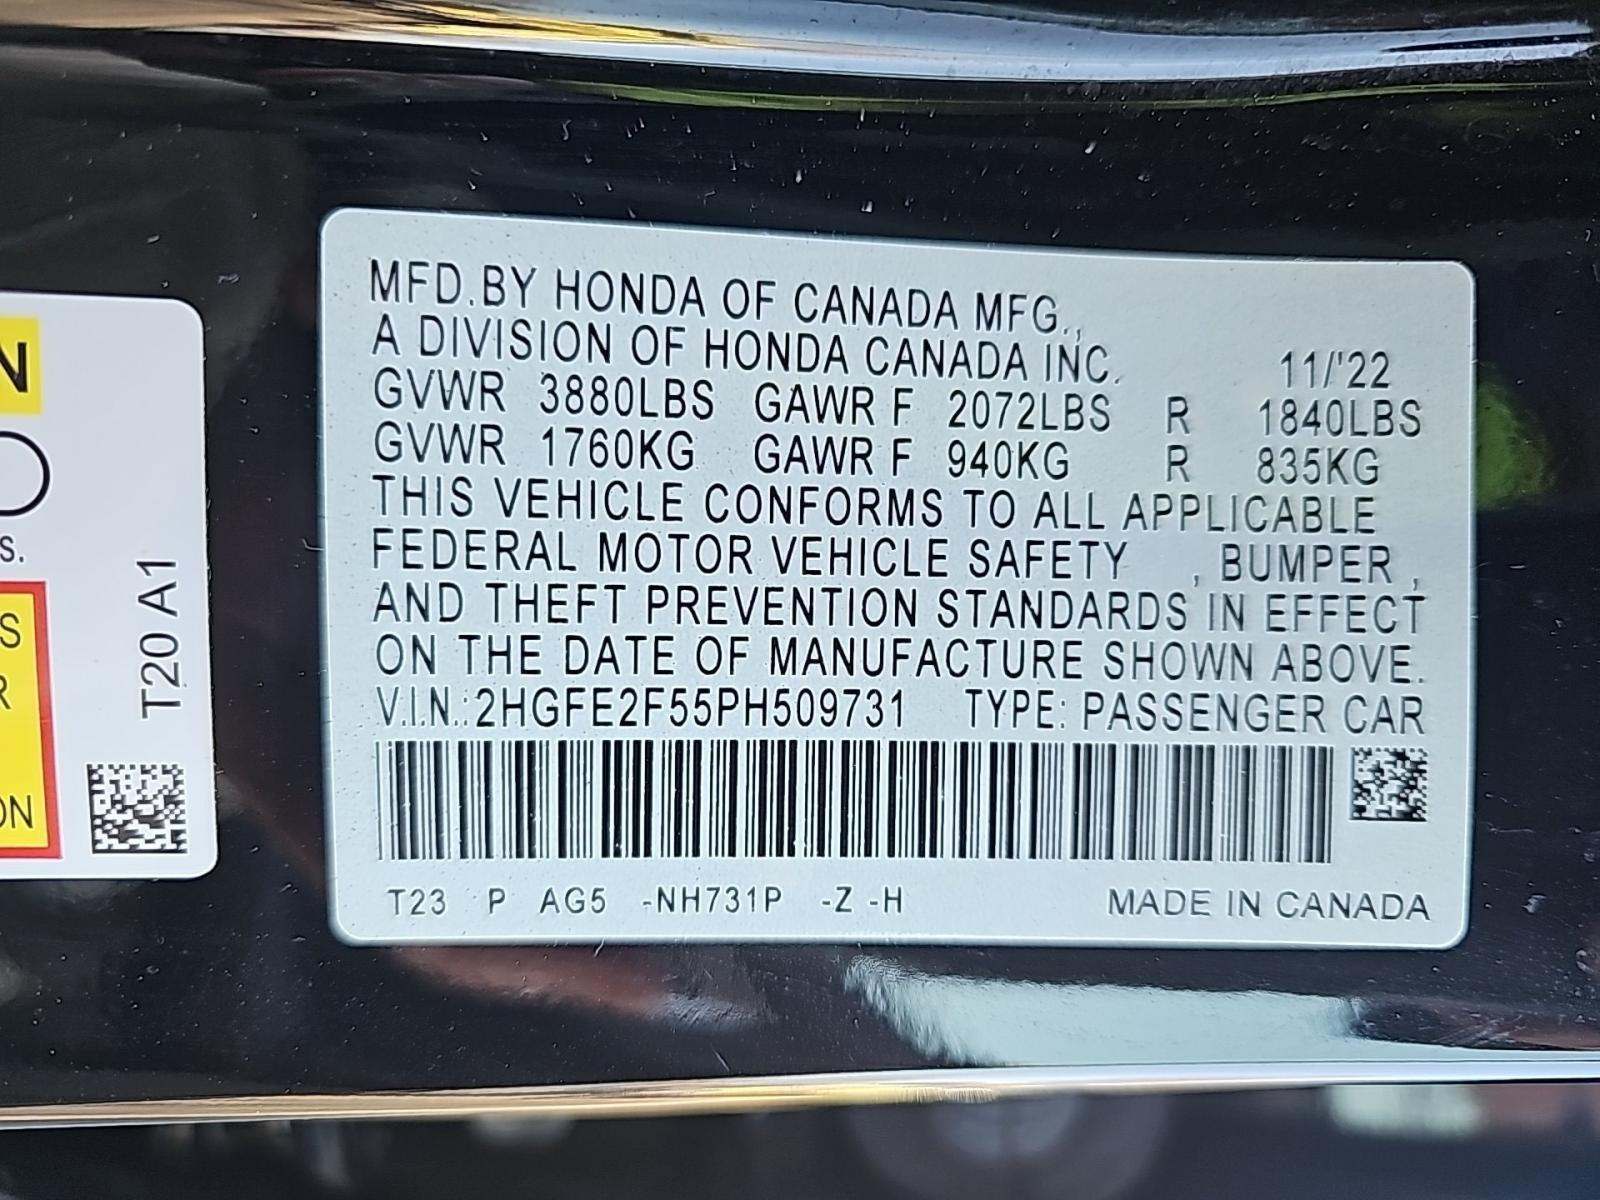 MFD.BY HONDA OF CANADA MFG.,
A DIVISION OF HONDA CANADA INC. 11/'22
GVWR 3880LBS GAWR F 2072LBS R 1840LBS
GVWR 1760KG GAWR F 940KG R 835KG
THIS VEHICLE CONFORMS TO ALL APPLICABLE
FEDERAL MOTOR VEHICLE SAFETY , BUMPER ,
AND THEFT PREVENTION STANDARDS IN EFFECT
ON THE DATE OF MANUFACTURE SHOWN ABOVE.
V.I.N.:2HGFE2F55PH509731 TYPE: PASSENGER CAR
T23 P AG5 -NH731P -Z -H MADE IN CANADA
T20 A1